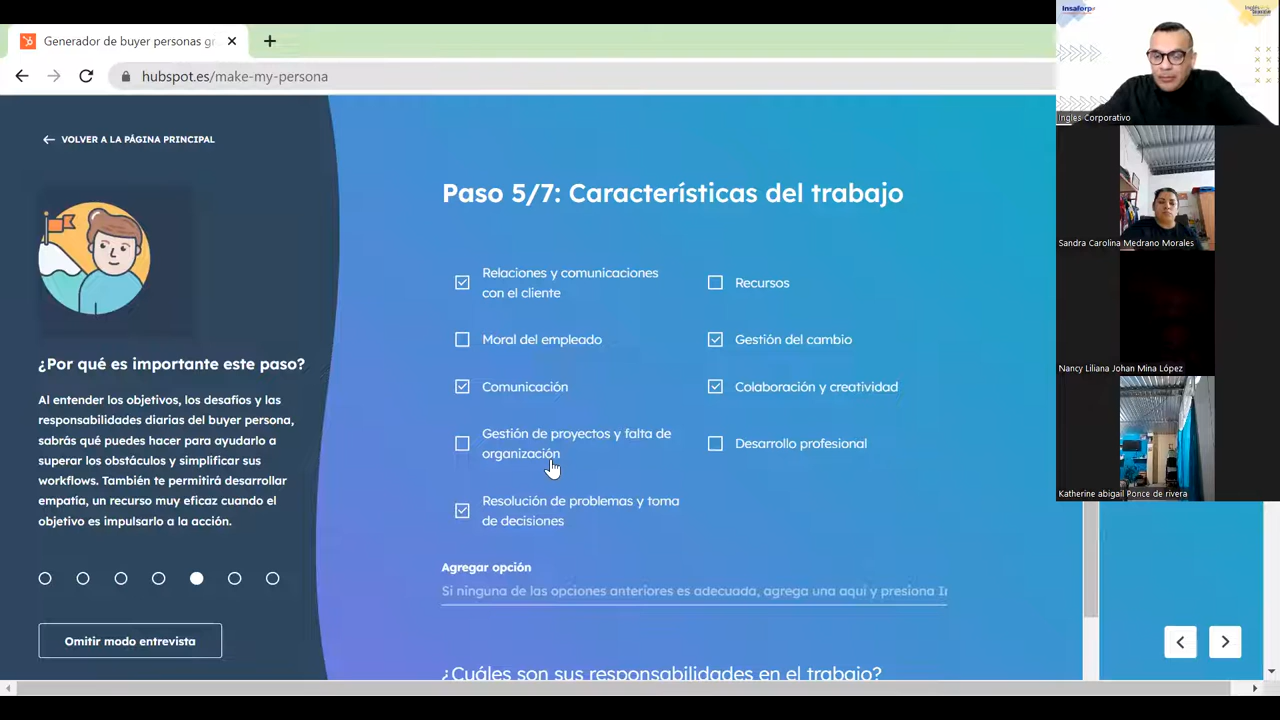 Generador de buyer personas gr
hubspot.es/make-my-persona
VOLVER A LA PÁGINA PRINCIPAL
¿Por qué es importante este paso?
Al entender los objetivos, los desafíos y las
responsabilidades diarias del buyer persona,
sabrás qué puedes hacer para ayudarlo a
superar los obstáculos y simplificar sus
workflows. También te permitirá desarrollar
empatía, un recurso muy eficaz cuando el
objetivo es impulsarlo a la acción.
Omitir modo entrevista
Paso 5/7: Características del trabajo
Relaciones y comunicaciones
con el cliente
Recursos
Moral del empleado
Gestión del cambio
Comunicación
Colaboración y creatividad
Gestión de proyectos y falta de
organización
Desarrollo profesional
Resolución de problemas y toma
de decisiones
Agregar opción
Si ninguna de las opciones anteriores es adecuada, agrega una aquí y presiona
¿Cuáles son sus responsabilidades en el trabajo?
Insaforp
Ingles Corporativo
Sandra Carolina Medrano Morales
Nancy Liliana Johan Mina López
Katherine abigail Ponce de rivera